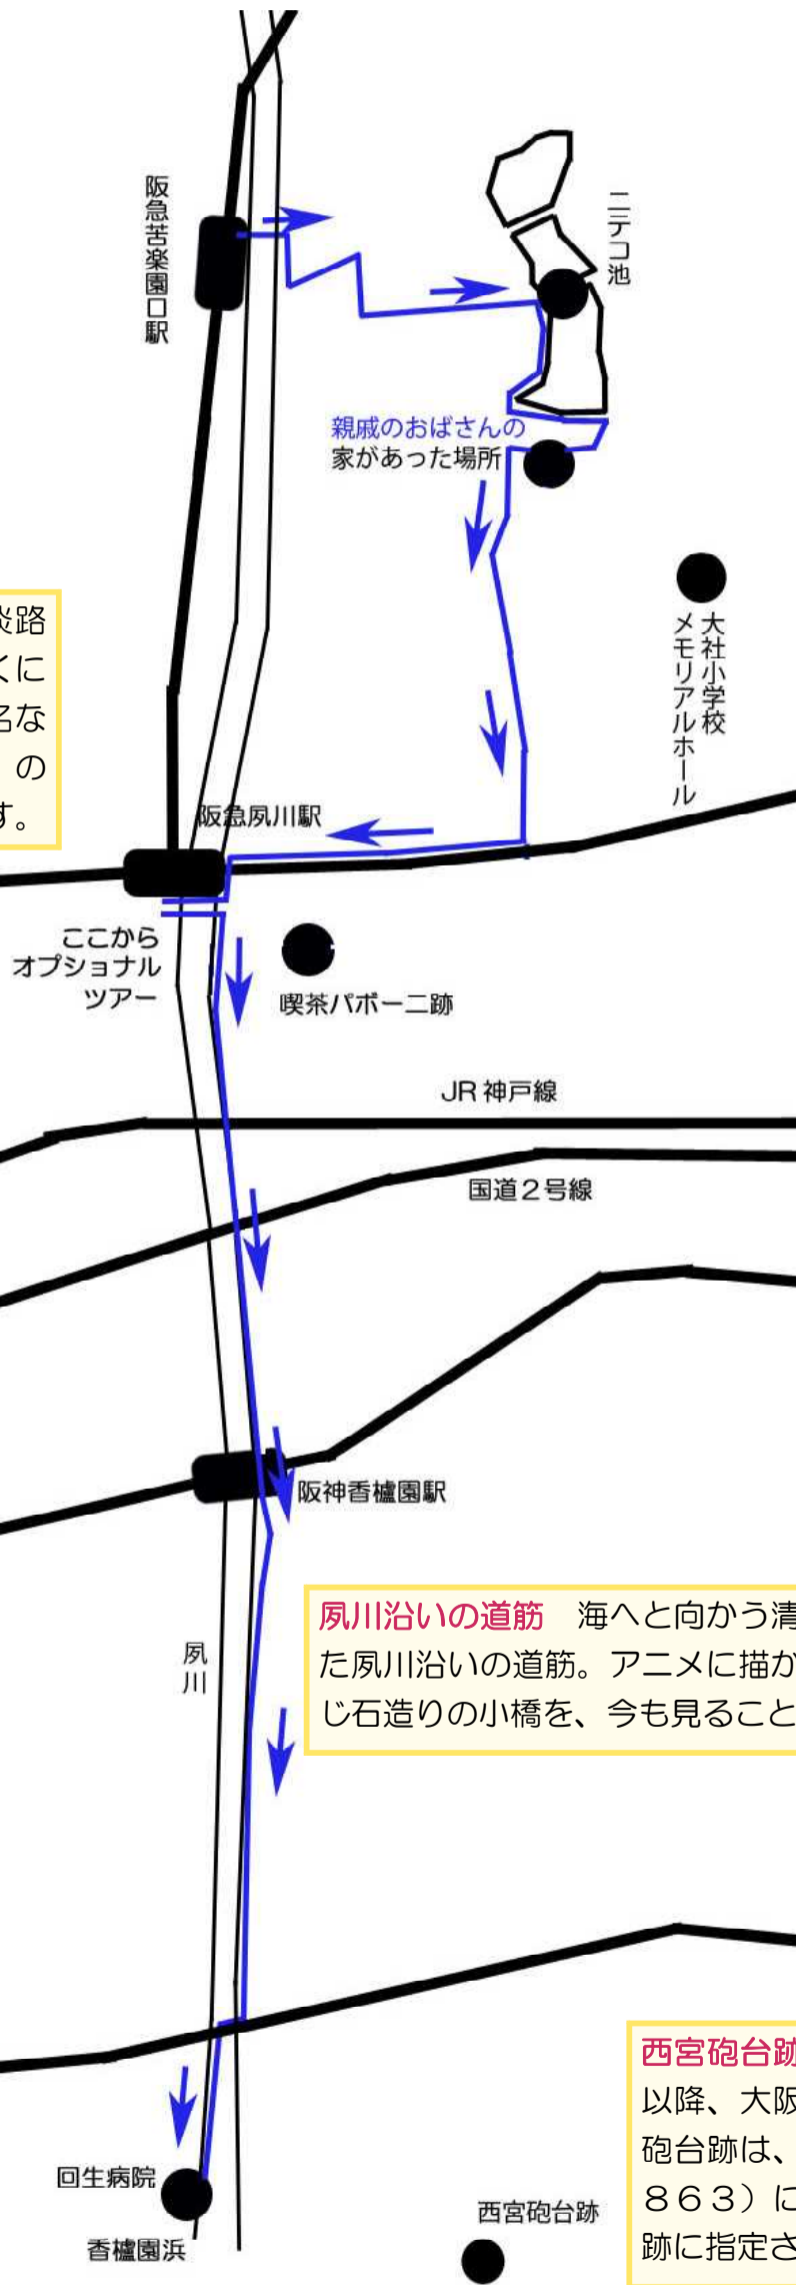 阪急苦楽園口駅
ニテコ池
親戚のおばさんの
家があった場所
淡路
くに
名な
」の
す。
大社小学校
メモリアルホール
阪急夙川駅
ここから
オプショナル
ツアー
喫茶パボーニ跡
JR 神戸線
国道２号線
阪神香櫨園駅
夙川沿いの道筋　海へと向かう清
た夙川沿いの道筋。アニメに描か
じ石造りの小橋を、今も見ること
夙川
西宮砲台跡
以降、大阪
砲台跡は、
８６３）に
跡に指定さ
回生病院
香櫨園浜
西宮砲台跡